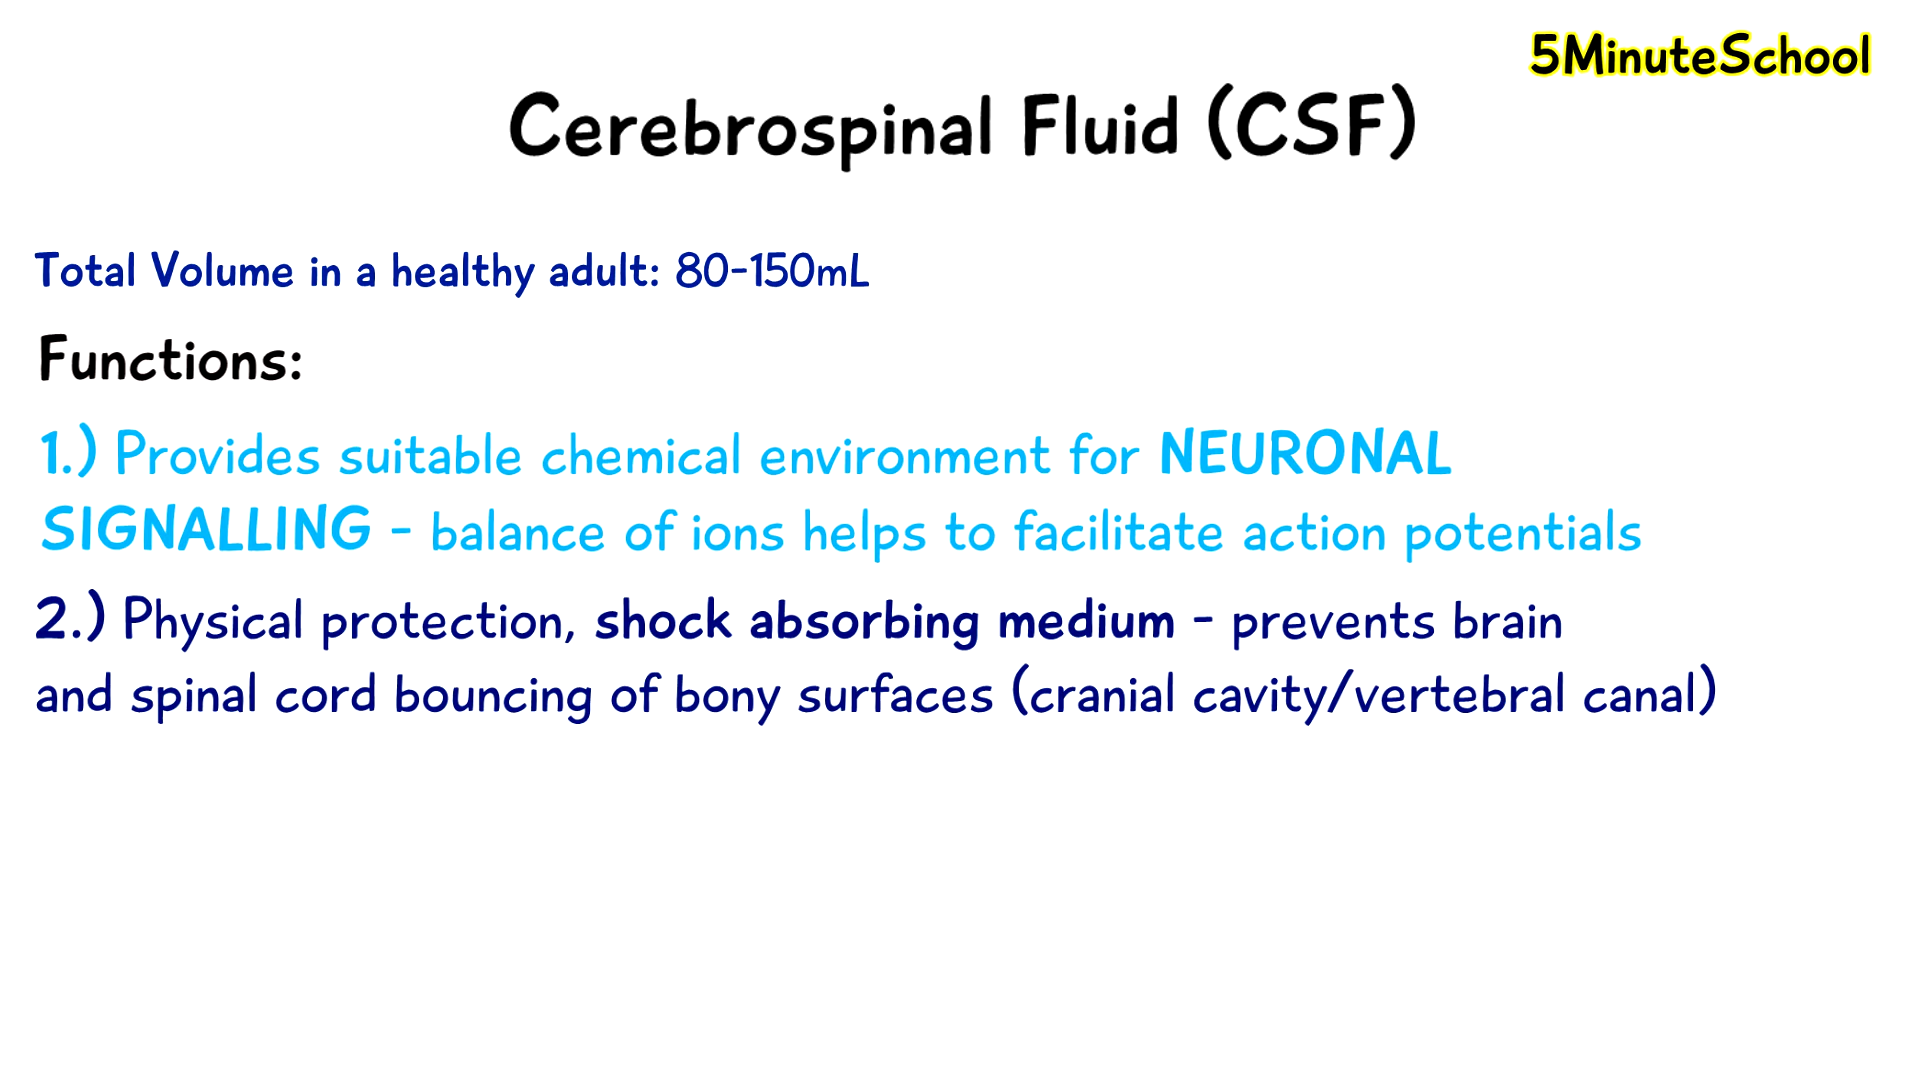 5MinuteSchool
Cerebrospinal Fluid (CSF)
Total Volume in a healthy adult: 80-150mL
Functions:
1.) Provides suitable chemical environment for NEURONAL
SIGNALLING - balance of ions helps to facilitate action potentials
2.) Physical protection, shock absorbing medium - prevents brain
and spinal cord bouncing of bony surfaces (cranial cavity/vertebral canal)